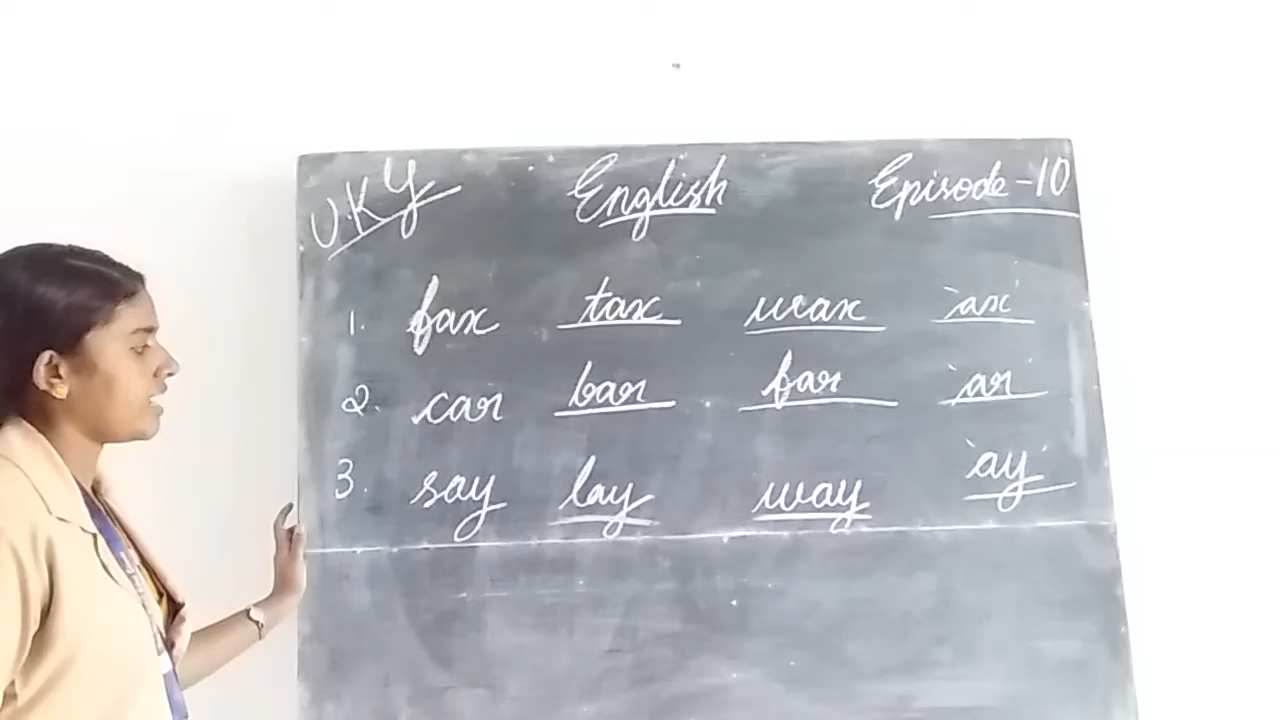 U.K.G English Episode-10
1. fax tax wax 'ax'
2. car bar far 'ar'
3. say lay way 'ay'